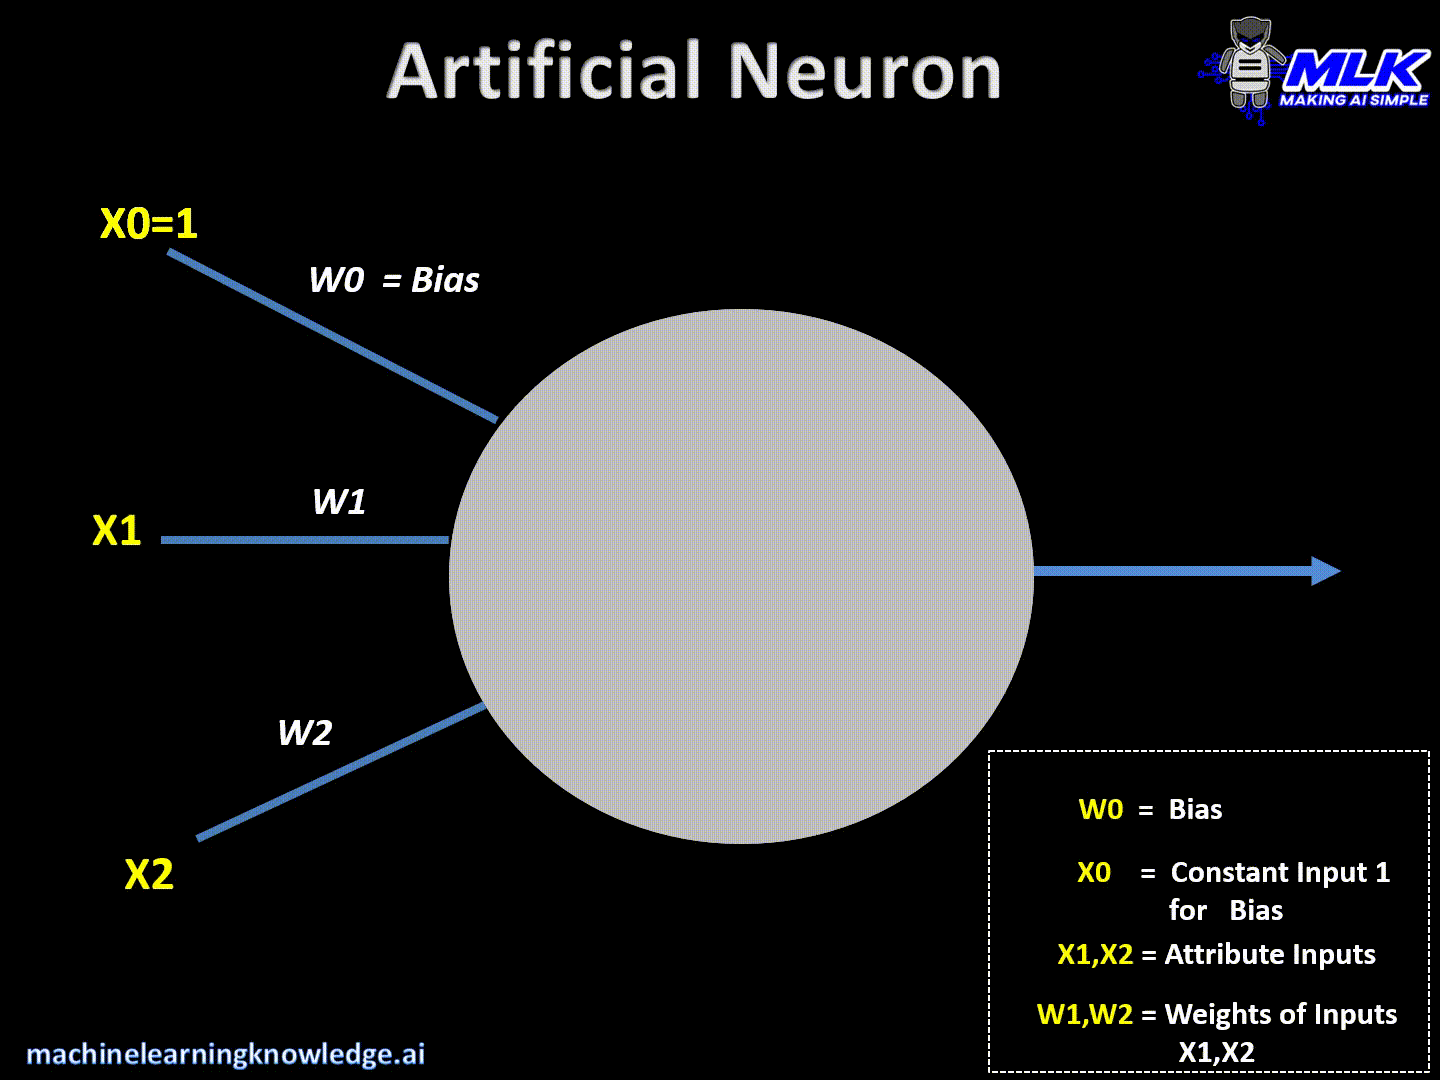 Artificial Neuron
MLK
MAKING AI SIMPLE
X0=1
W0 = Bias
W1
X1
W2
X2
W0 = Bias
X0 = Constant Input 1
for Bias
X1,X2 = Attribute Inputs
W1,W2 = Weights of Inputs
X1,X2
machinelearningknowledge.ai